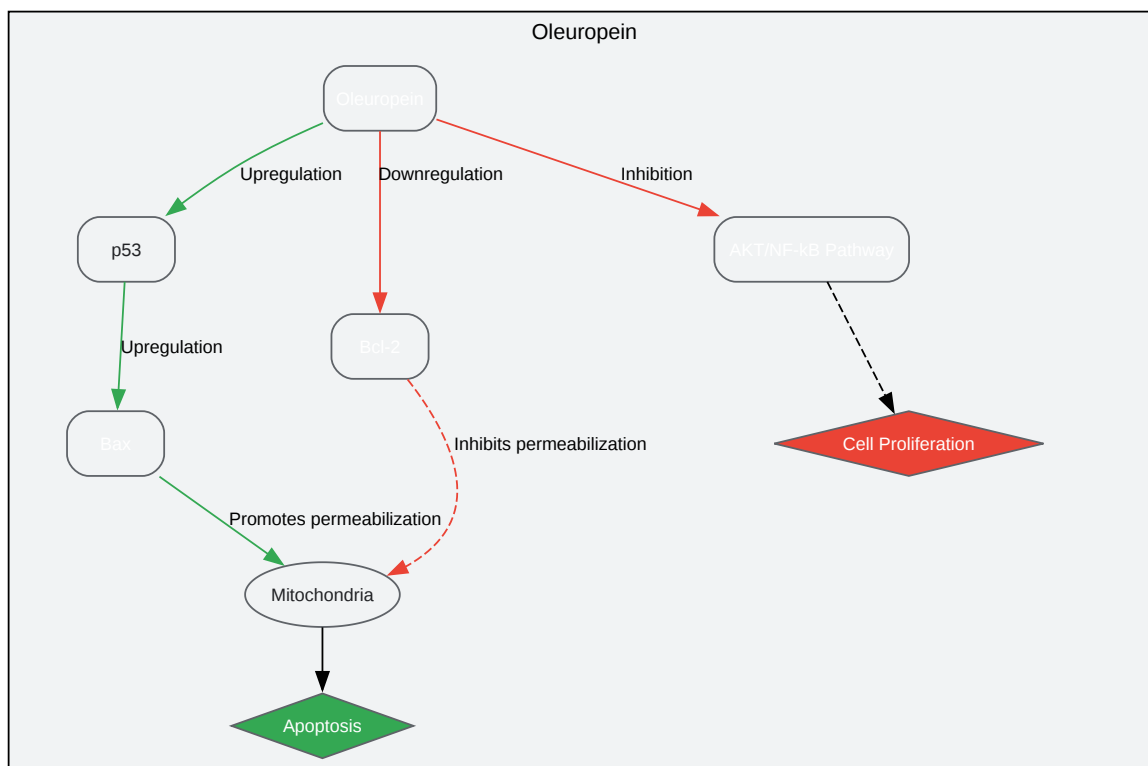 Oleuropein
Oleuropein
Upregulation
Downregulation
Inhibition
p53
AKT/NF-kB Pathway
Upregulation
Bcl-2
Bax
Inhibits permeabilization
Cell Proliferation
Promotes permeabilization
Mitochondria
Apoptosis